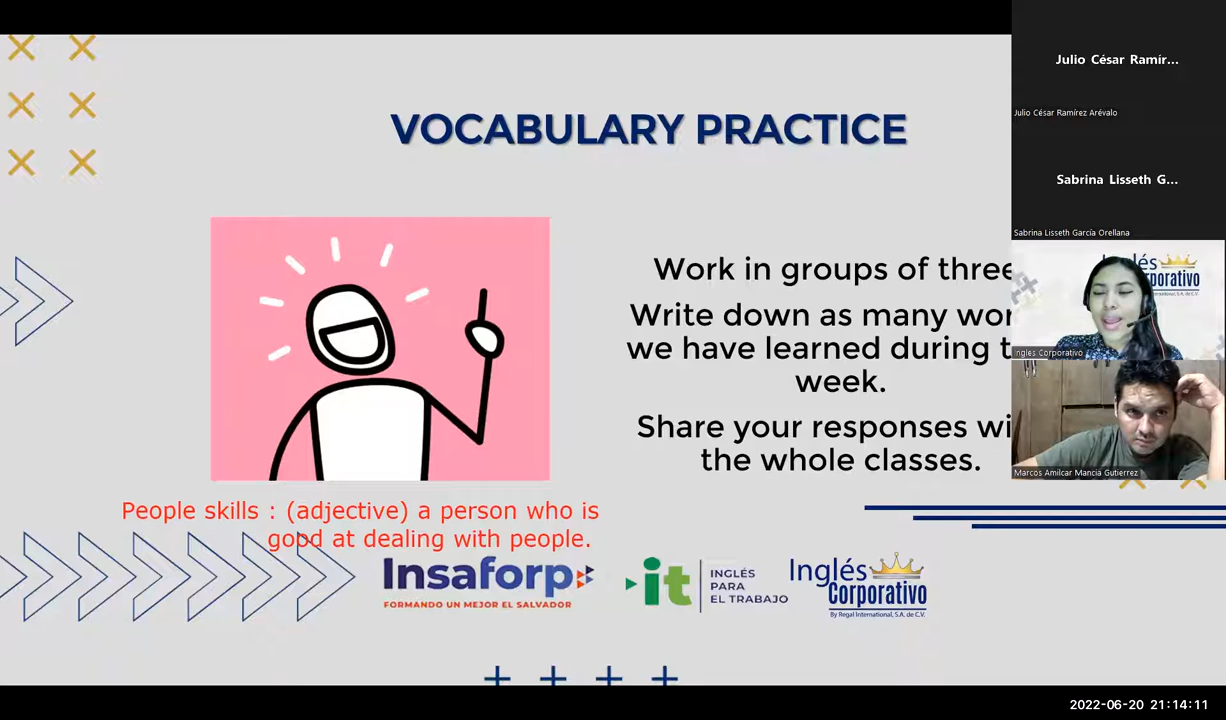 VOCABULARY PRACTICE
Work in groups of three
Write down as many
we have learned during
week.
Share your responses
the whole classes.
People skills : (adjective) a person who is
good at dealing with people.
Insaforp
FORMANDO UN MEJOR EL SALVADOR
it
INGLÉS
PARA
EL TRABAJO
Inglés
Corporativo
By Regal International, S.A. de C.V.
Julio César Ramír...
Julio César Ramírez Arévalo
Sabrina Lisseth G...
Sabrina Lisseth García Orellana
Ingles Corporativo
Marcos Amilcar Mancia Gutierrez
2022-06-20 21:14:11